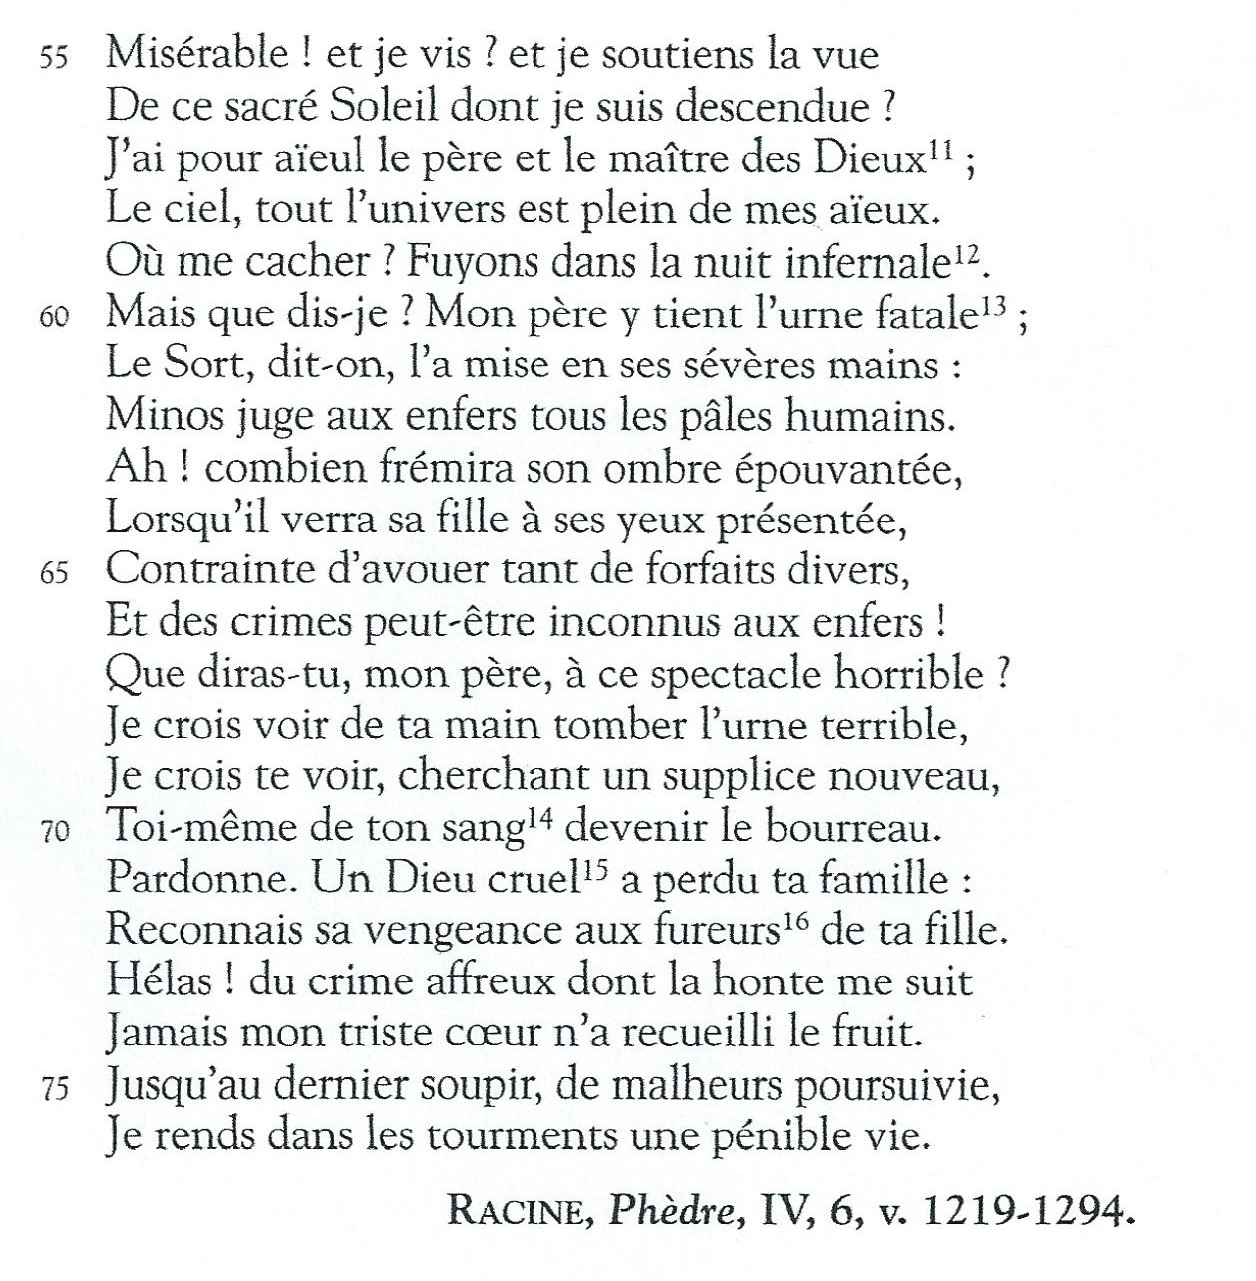 55 Misérable ! et je vis ? et je soutiens la vue
De ce sacré Soleil dont je suis descendue ?
J'ai pour aïeul le père et le maître des Dieux¹¹ ;
Le ciel, tout l'univers est plein de mes aïeux.
Où me cacher ? Fuyons dans la nuit infernale¹².
60 Mais que dis-je ? Mon père y tient l'urne fatale¹³ ;
Le Sort, dit-on, l'a mise en ses sévères mains :
Minos juge aux enfers tous les pâles humains.
Ah ! combien frémira son ombre épouvantée,
Lorsqu'il verra sa fille à ses yeux présentée,
65 Contrainte d'avouer tant de forfaits divers,
Et des crimes peut-être inconnus aux enfers !
Que diras-tu, mon père, à ce spectacle horrible ?
Je crois voir de ta main tomber l'urne terrible,
Je crois te voir, cherchant un supplice nouveau,
70 Toi-même de ton sang¹⁴ devenir le bourreau.
Pardonne. Un Dieu cruel¹⁵ a perdu ta famille :
Reconnais sa vengeance aux fureurs¹⁶ de ta fille.
Hélas ! du crime affreux dont la honte me suit
Jamais mon triste cœur n'a recueilli le fruit.
75 Jusqu'au dernier soupir, de malheurs poursuivie,
Je rends dans les tourments une pénible vie.
RACINE, Phèdre, IV, 6, v. 1219-1294.